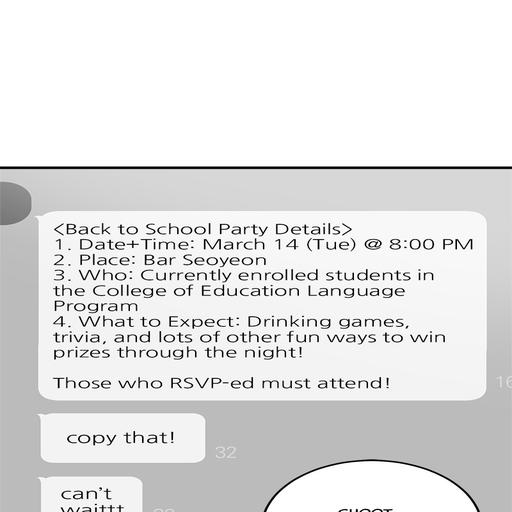 <Back to School Party Details>
1. Date+Time: March 14 (Tue) @ 8:00 PM
2. Place: Bar Seoyeon
3. Who: Currently enrolled students in
the College of Education Language
Program
4. What to Expect: Drinking games,
trivia, and lots of other fun ways to win
prizes through the night!
Those who RSVP-ed must attend!
16
copy that!
32
can't
waittt